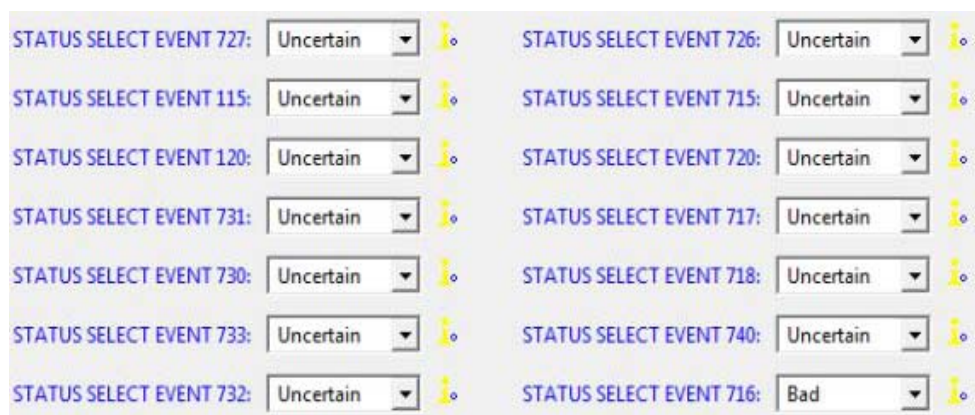 STATUS SELECT EVENT 727: Uncertain STATUS SELECT EVENT 726: Uncertain
STATUS SELECT EVENT 115: Uncertain STATUS SELECT EVENT 715: Uncertain
STATUS SELECT EVENT 120: Uncertain STATUS SELECT EVENT 720: Uncertain
STATUS SELECT EVENT 731: Uncertain STATUS SELECT EVENT 717: Uncertain
STATUS SELECT EVENT 730: Uncertain STATUS SELECT EVENT 718: Uncertain
STATUS SELECT EVENT 733: Uncertain STATUS SELECT EVENT 740: Uncertain
STATUS SELECT EVENT 732: Uncertain STATUS SELECT EVENT 716: Bad